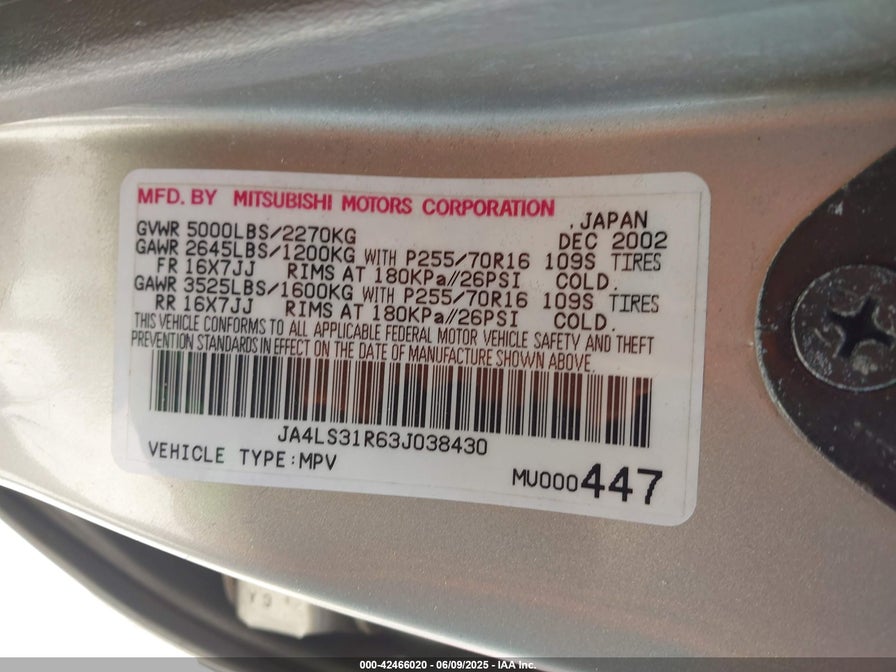 MFD. BY MITSUBISHI MOTORS CORPORATION
, JAPAN
GVWR 5000LBS/2270KG DEC 2002
GAWR 2645LBS/1200KG WITH P255/70R16 109S TIRES
FR 16X7JJ RIMS AT 180KPa//26PSI COLD.
GAWR 3525LBS/1600KG WITH P255/70R16 109S TIRES
RR 16X7JJ RIMS AT 180KPa//26PSI COLD.
THIS VEHICLE CONFORMS TO ALL APPLICABLE FEDERAL MOTOR VEHICLE SAFETY AND THEFT
PREVENTION STANDARDS IN EFFECT ON THE DATE OF MANUFACTURE SHOWN ABOVE.
JA4LS31R63J038430
VEHICLE TYPE:MPV
MU000447
000-42466020 - 06/09/2025 - IAA Inc.